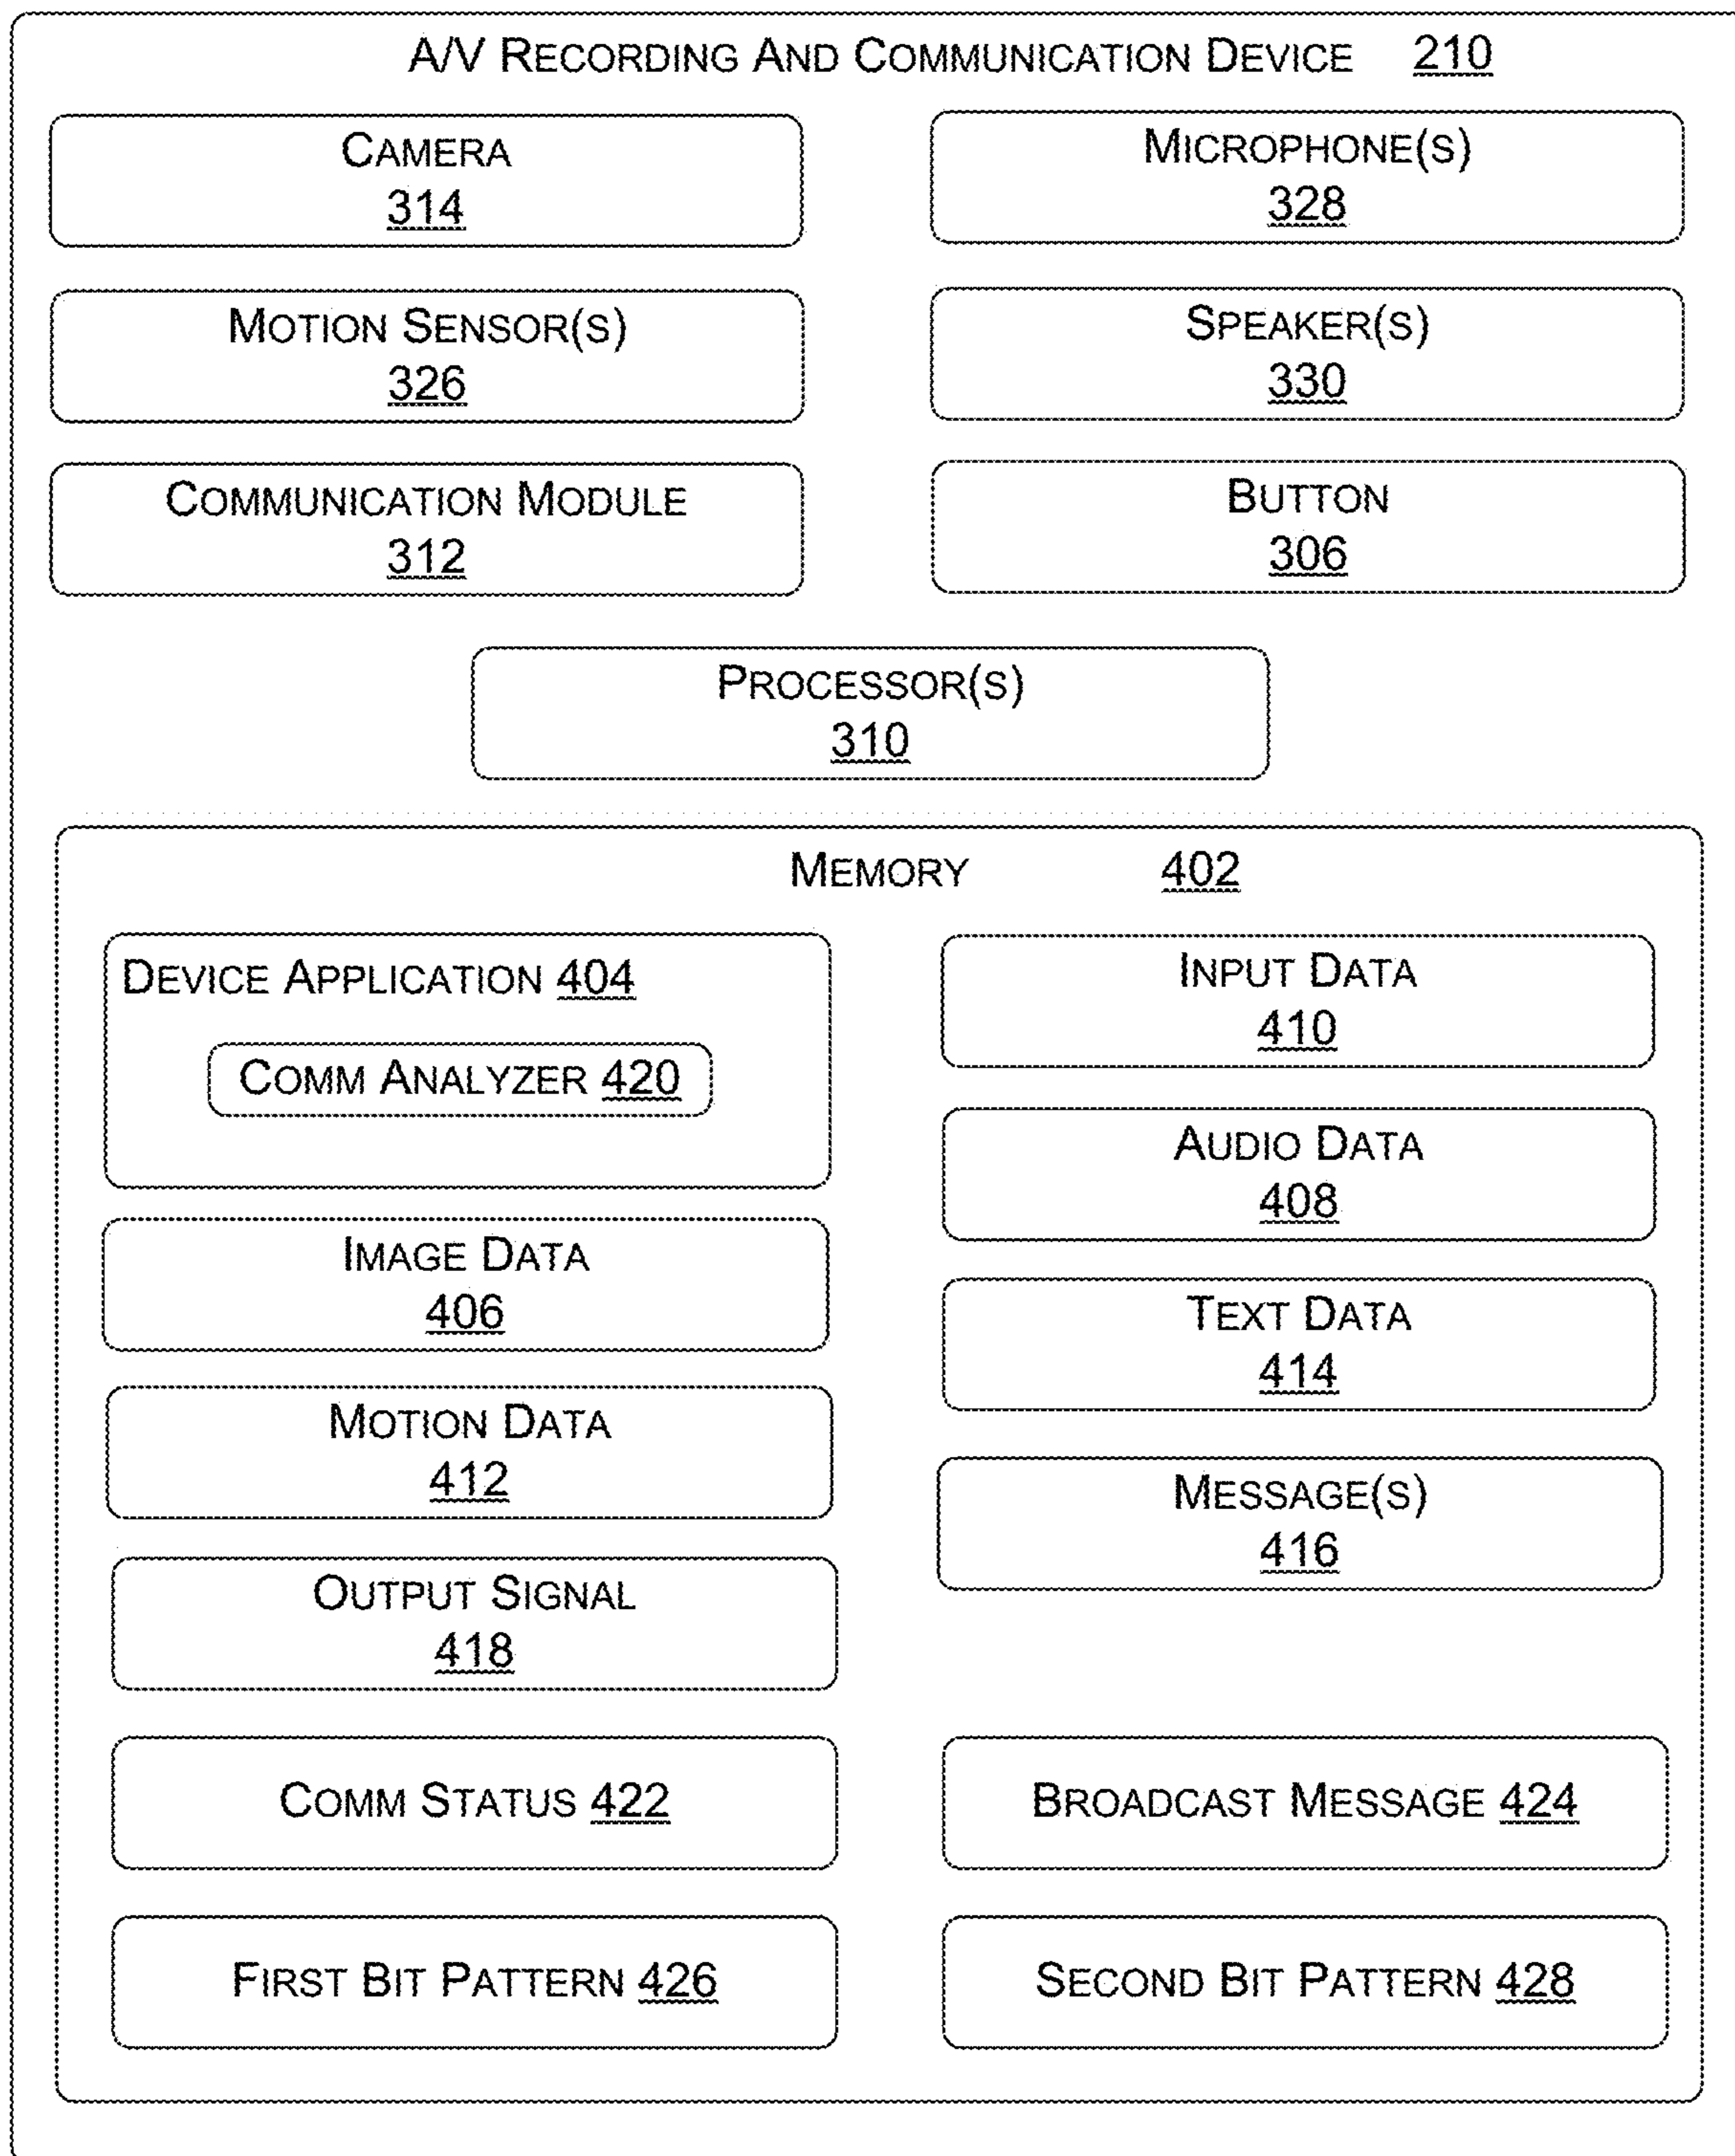 A/V RECORDING AND COMMUNICATION DEVICE 210
CAMERA
314
MICROPHONE(S)
328
MOTION SENSOR(S)
326
SPEAKER(S)
330
COMMUNICATION MODULE
312
BUTTON
306
PROCESSOR(S)
310
MEMORY 402
DEVICE APPLICATION 404
COMM ANALYZER 420
INPUT DATA
410
AUDIO DATA
408
IMAGE DATA
406
TEXT DATA
414
MOTION DATA
412
MESSAGE(S)
416
OUTPUT SIGNAL
418
COMM STATUS 422
BROADCAST MESSAGE 424
FIRST BIT PATTERN 426
SECOND BIT PATTERN 428